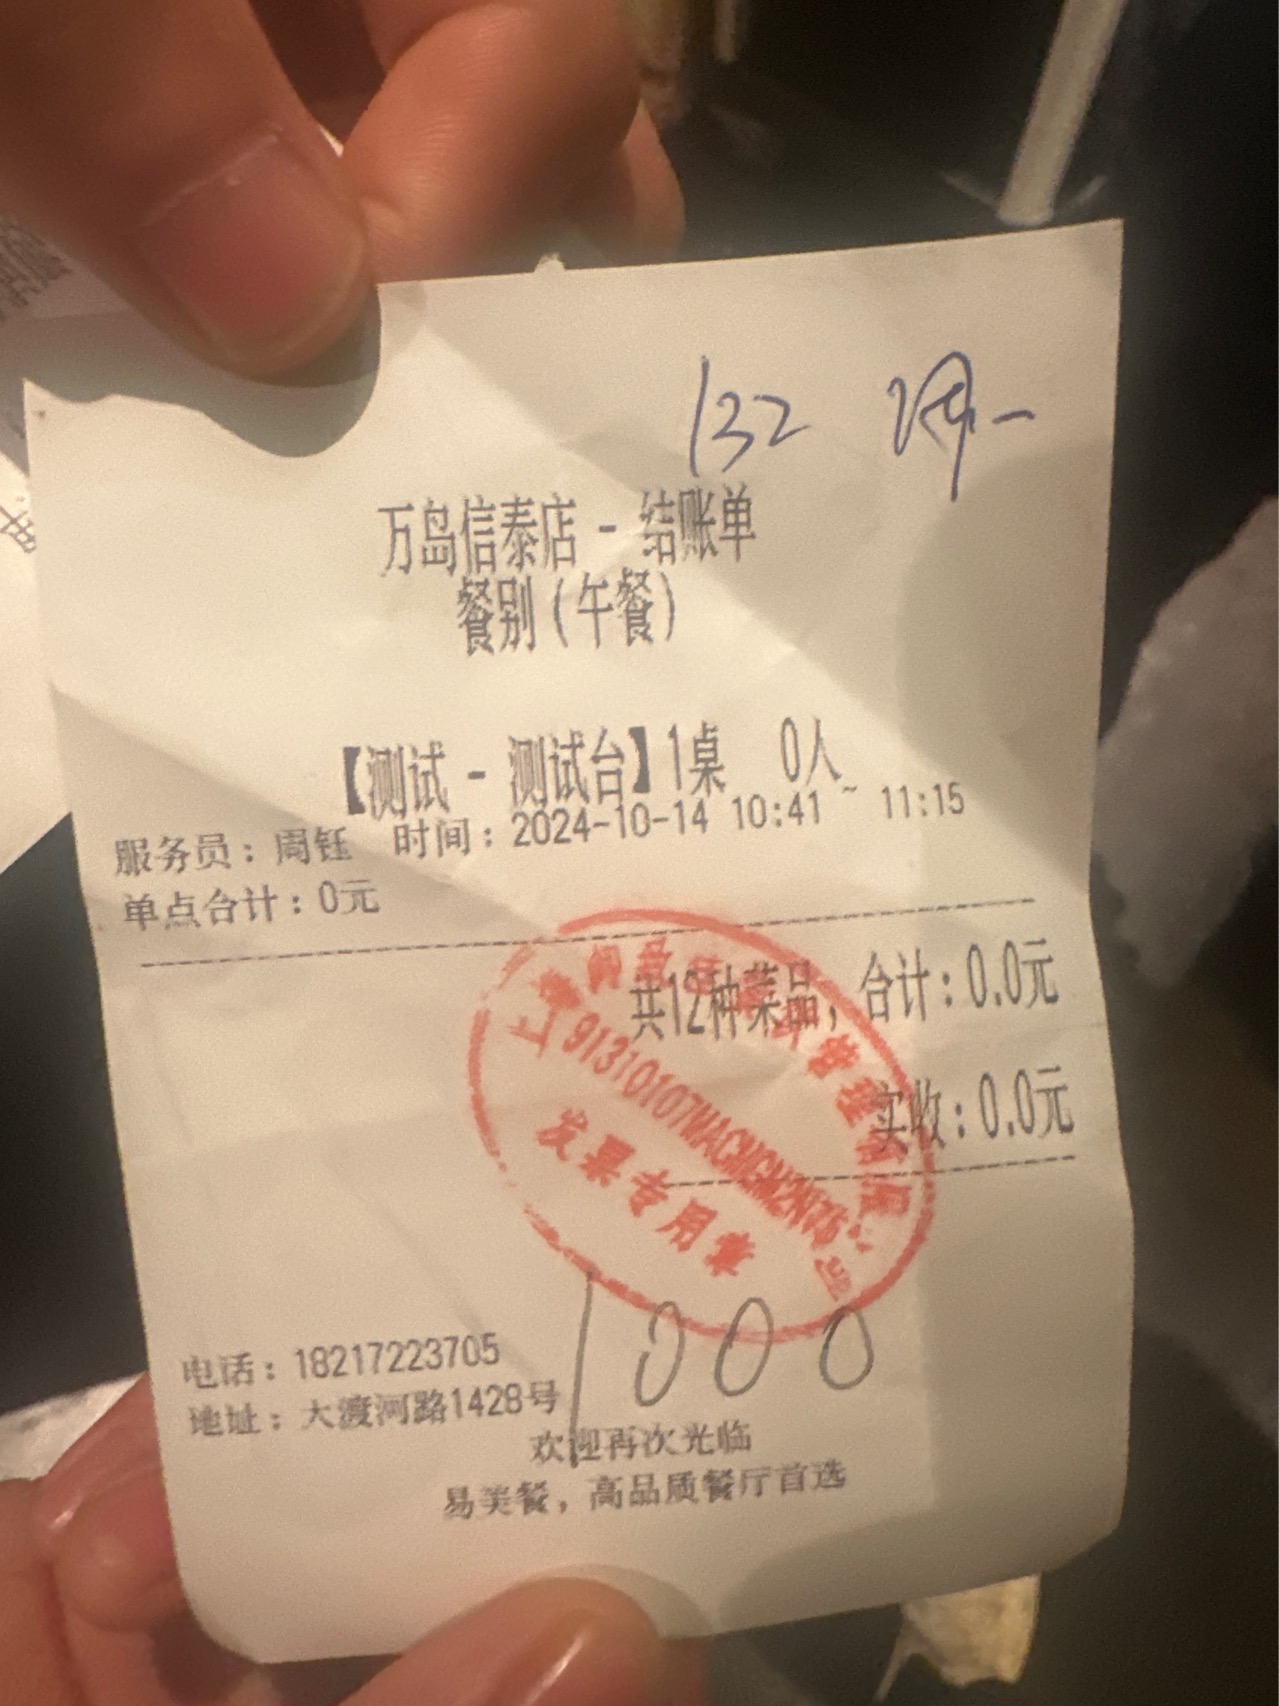 132
万岛信泰店 - 结账单
餐别（午餐）
【测试 - 测试台】1桌 0人
服务员：周钰 时间：2024-10-14 10:41 ~ 11:15
单点合计：0元
共12种菜品，合计：0.0元
实收：0.0元
发票专用章
1000
电话：18217223705
地址：大渡河路1428号
欢迎再次光临
易美餐，高品质餐厅首选